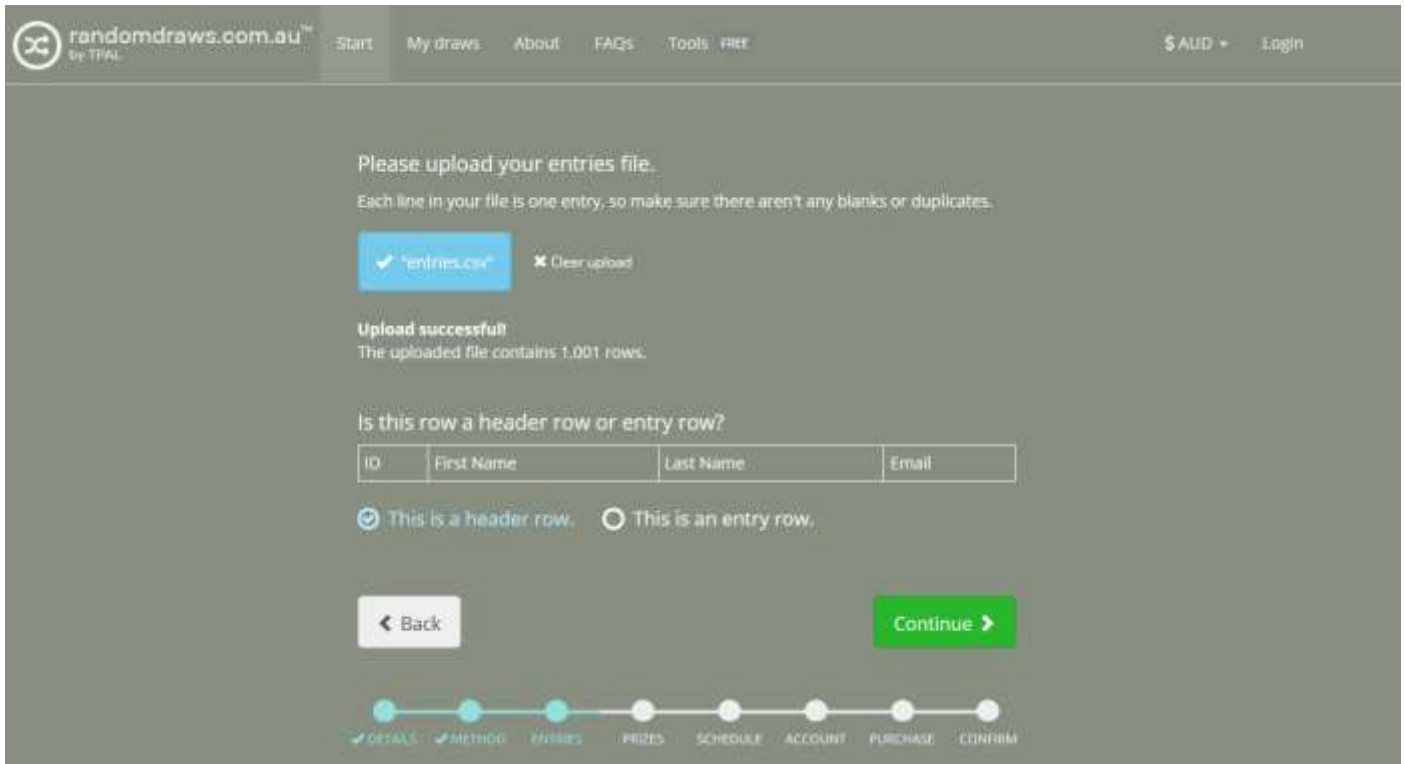 randomdraws.com.au™
by TPAL
Start My draws About FAQs Tools FREE $ AUD Login
Please upload your entries file.
Each line in your file is one entry, so make sure there aren't any blanks or duplicates.
"entries.csv" Clear upload
Upload successful!
The uploaded file contains 1,001 rows.
Is this row a header row or entry row?
ID First Name Last Name Email
This is a header row. This is an entry row.
Back Continue
DETAILS METHOD ENTRIES PRIZES SCHEDULE ACCOUNT PURCHASE CONFIRM